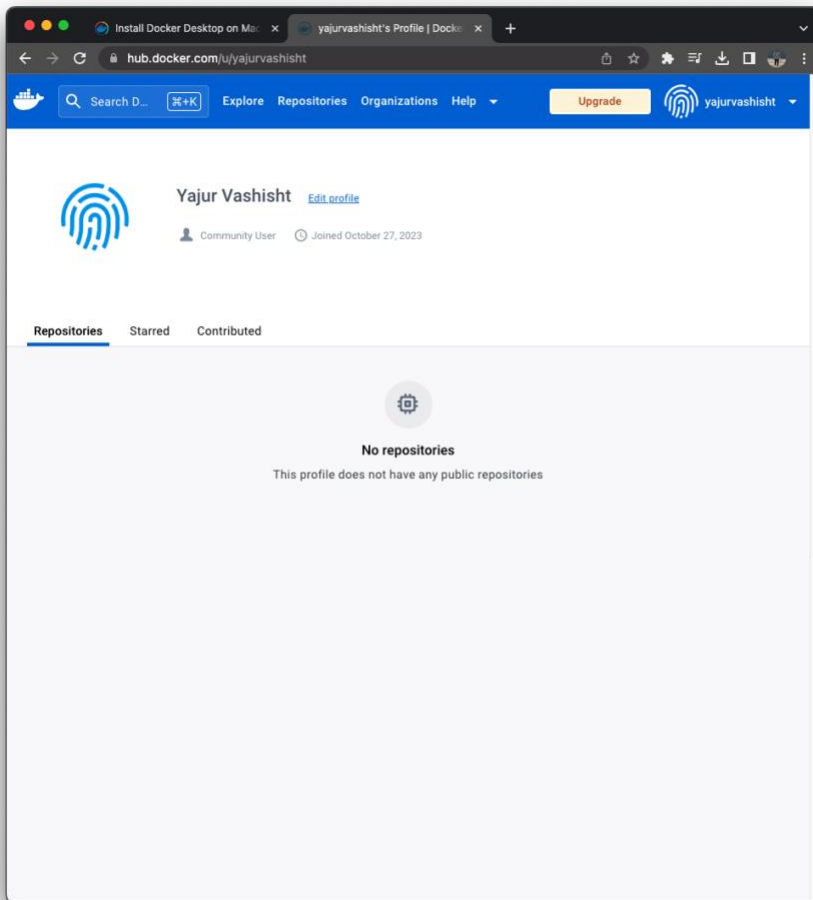 Install Docker Desktop on Mac
yajurvashisht's Profile | Docke
hub.docker.com/u/yajurvashisht
Search D... ⌘+K Explore Repositories Organizations Help Upgrade yajurvashisht
Yajur Vashisht Edit profile
Community User Joined October 27, 2023
Repositories Starred Contributed
No repositories
This profile does not have any public repositories